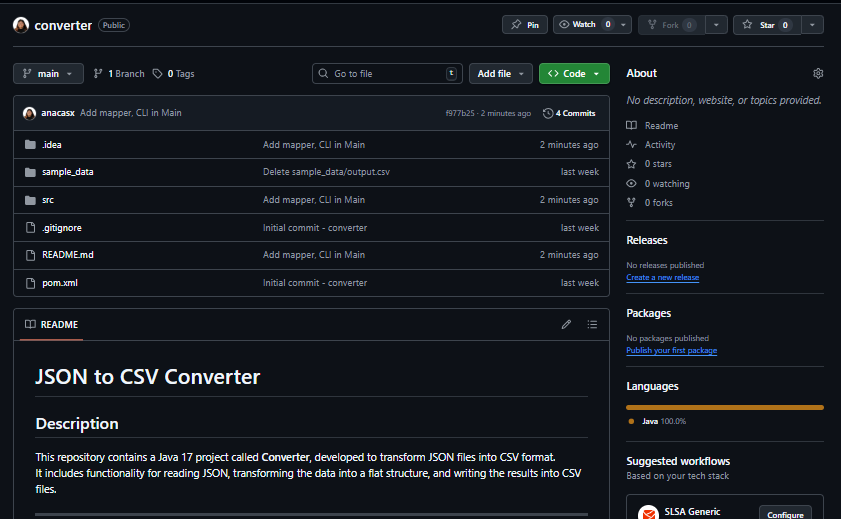 converter Public
Pin
Watch 0
Fork 0
Star 0
main
1 Branch
0 Tags
Go to file
t
Add file
Code
anacasx Add mapper, CLI in Main
f977b25 · 2 minutes ago
4 Commits
.idea Add mapper, CLI in Main 2 minutes ago
sample_data Delete sample_data/output.csv last week
src Add mapper, CLI in Main 2 minutes ago
.gitignore Initial commit - converter last week
README.md Add mapper, CLI in Main 2 minutes ago
pom.xml Initial commit - converter last week
README
JSON to CSV Converter
Description
This repository contains a Java 17 project called Converter, developed to transform JSON files into CSV format.
It includes functionality for reading JSON, transforming the data into a flat structure, and writing the results into CSV
files.
About
No description, website, or topics provided.
Readme
Activity
0 stars
0 watching
0 forks
Releases
No releases published
Create a new release
Packages
No packages published
Publish your first package
Languages
Java 100.0%
Suggested workflows
Based on your tech stack
SLSA Generic
Configure